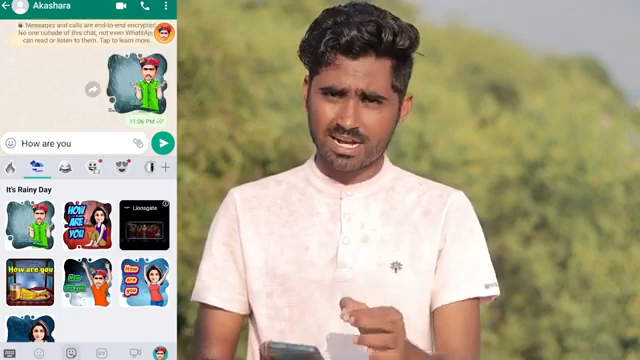 Akashara
Messages and calls are end-to-end encrypted.
No one outside of this chat, not even WhatsApp,
can read or listen to them. Tap to learn more.
11:06 PM
How are you
It's Rainy Day
HOW
ARE
YOU
Lionsgate
How are you
How
are
you
GIF